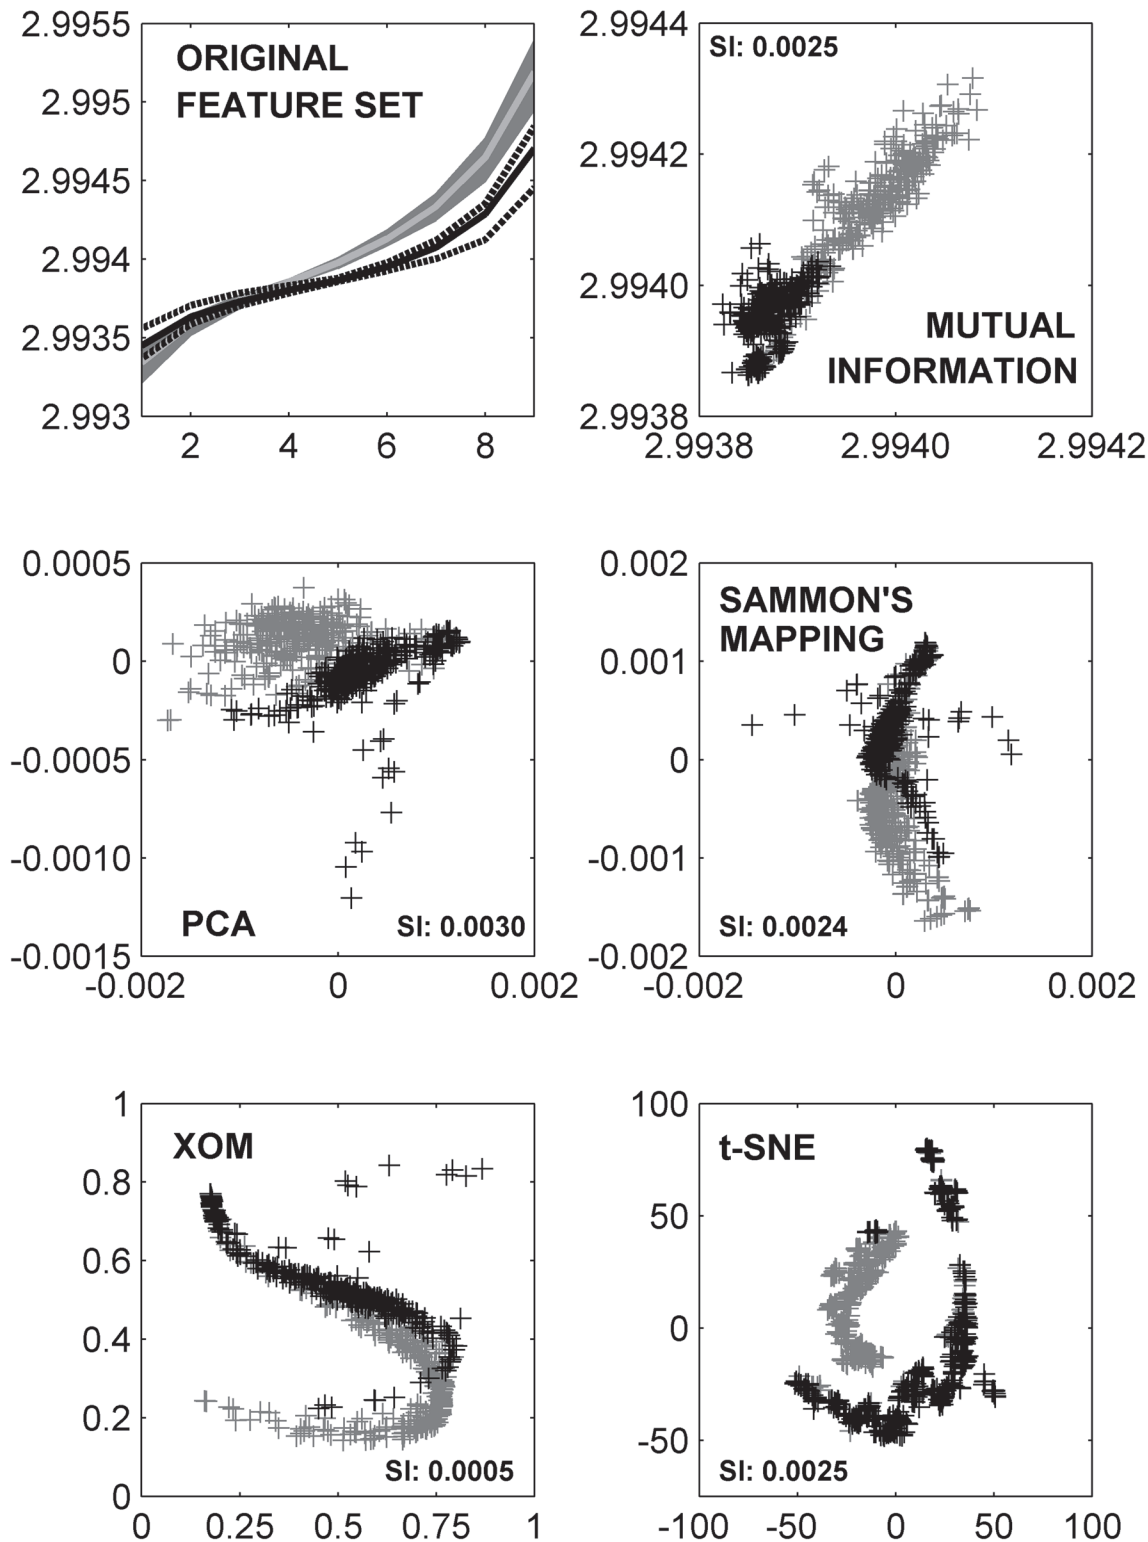 2.9955
2.995
2.9945
2.994
2.9935
2.993
ORIGINAL
FEATURE SET
2 4 6 8
2.9944
2.9942
2.9940
2.9938
SI: 0.0025
MUTUAL
INFORMATION
2.9938 2.9940 2.9942
0.0005
0
-0.0005
-0.0010
-0.0015
PCA
SI: 0.0030
-0.002 0 0.002
0.002
0.001
0
-0.001
-0.002
SAMMON'S
MAPPING
SI: 0.0024
-0.002 0 0.002
1
0.8
0.6
0.4
0.2
0
XOM
SI: 0.0005
0 0.25 0.5 0.75 1
100
50
0
-50
t-SNE
SI: 0.0025
-100 -50 0 50 100